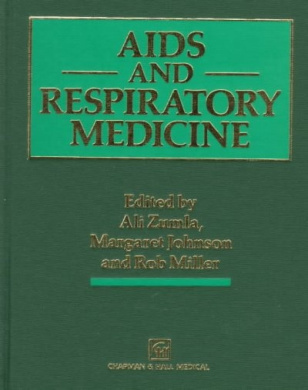 AIDS
AND
RESPIRATORY
MEDICINE
Edited by
Ali Zumla,
Margaret Johnson
and Rob Miller
CHAPMAN & HALL MEDICAL